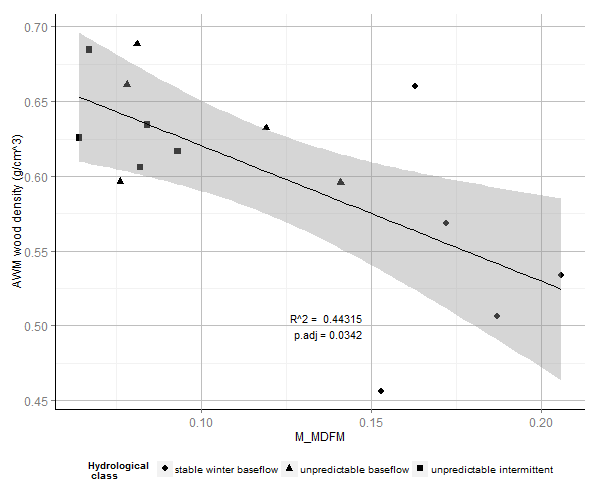 0.70
0.65
0.60
0.55
0.50
0.45
AWM wood density (g/cm^3)
R^2 = 0.44315
p.adj = 0.0342
0.10 0.15 0.20
M_MDFM
Hydrological class
stable winter baseflow unpredictable baseflow unpredictable intermittent